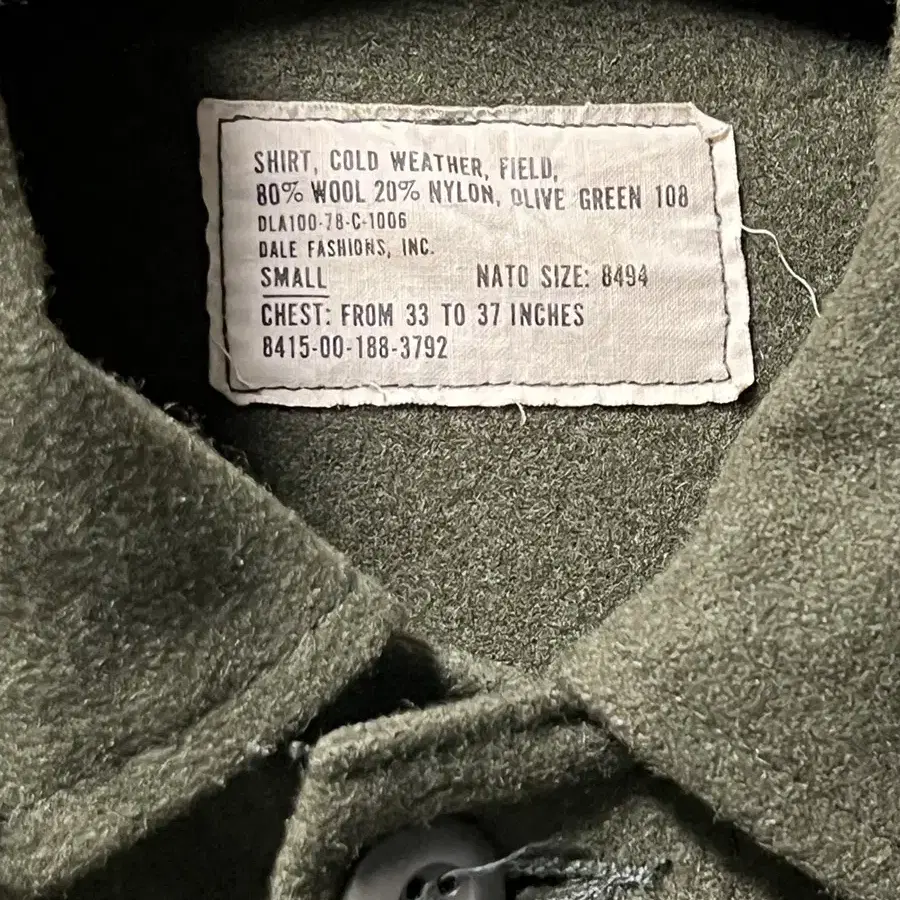 SHIRT, COLD WEATHER, FIELD,
80% WOOL 20% NYLON, OLIVE GREEN 108
DLA100-78-C-1006
DALE FASHIONS, INC.
SMALL NATO SIZE: 8494
CHEST: FROM 33 TO 37 INCHES
8415-00-188-3792